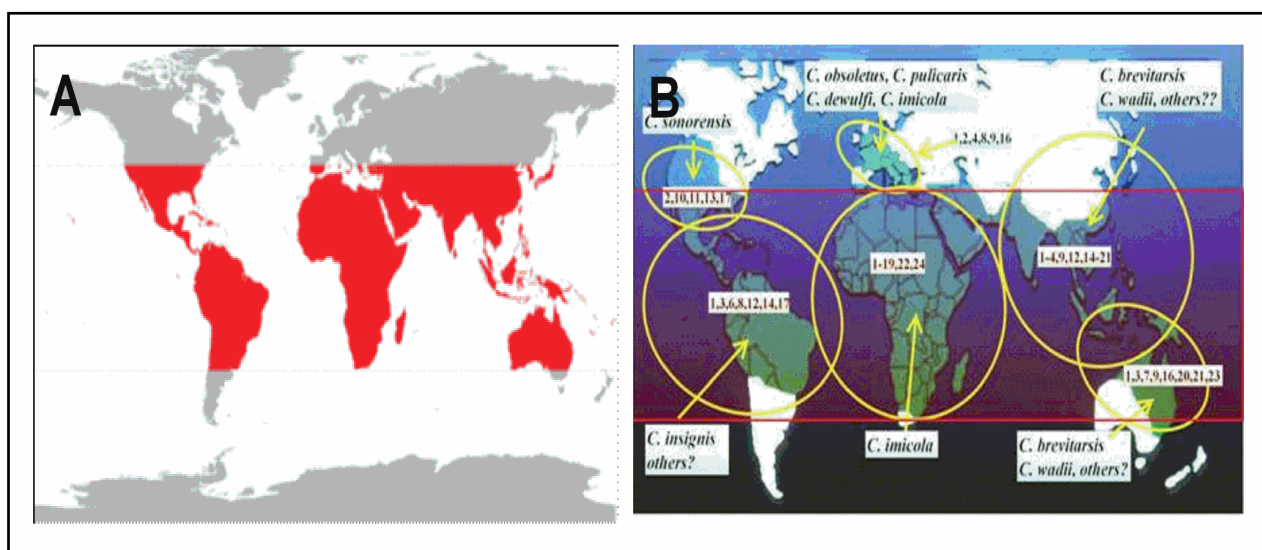 A
B
C. sonorensis
C. obsoletus, C. pulicaris
C. dewulfi, C. imicola
C. brevitarsis
C. wadii, others??
1,2,4,8,9,16
2,10,11,13,17
1-19,22,24
1-4,9,12,14-21
1,3,6,8,12,14,17
1,3,7,9,16,20,21,23
C. insignis
others?
C. imicola
C. brevitarsis
C. wadii, others?